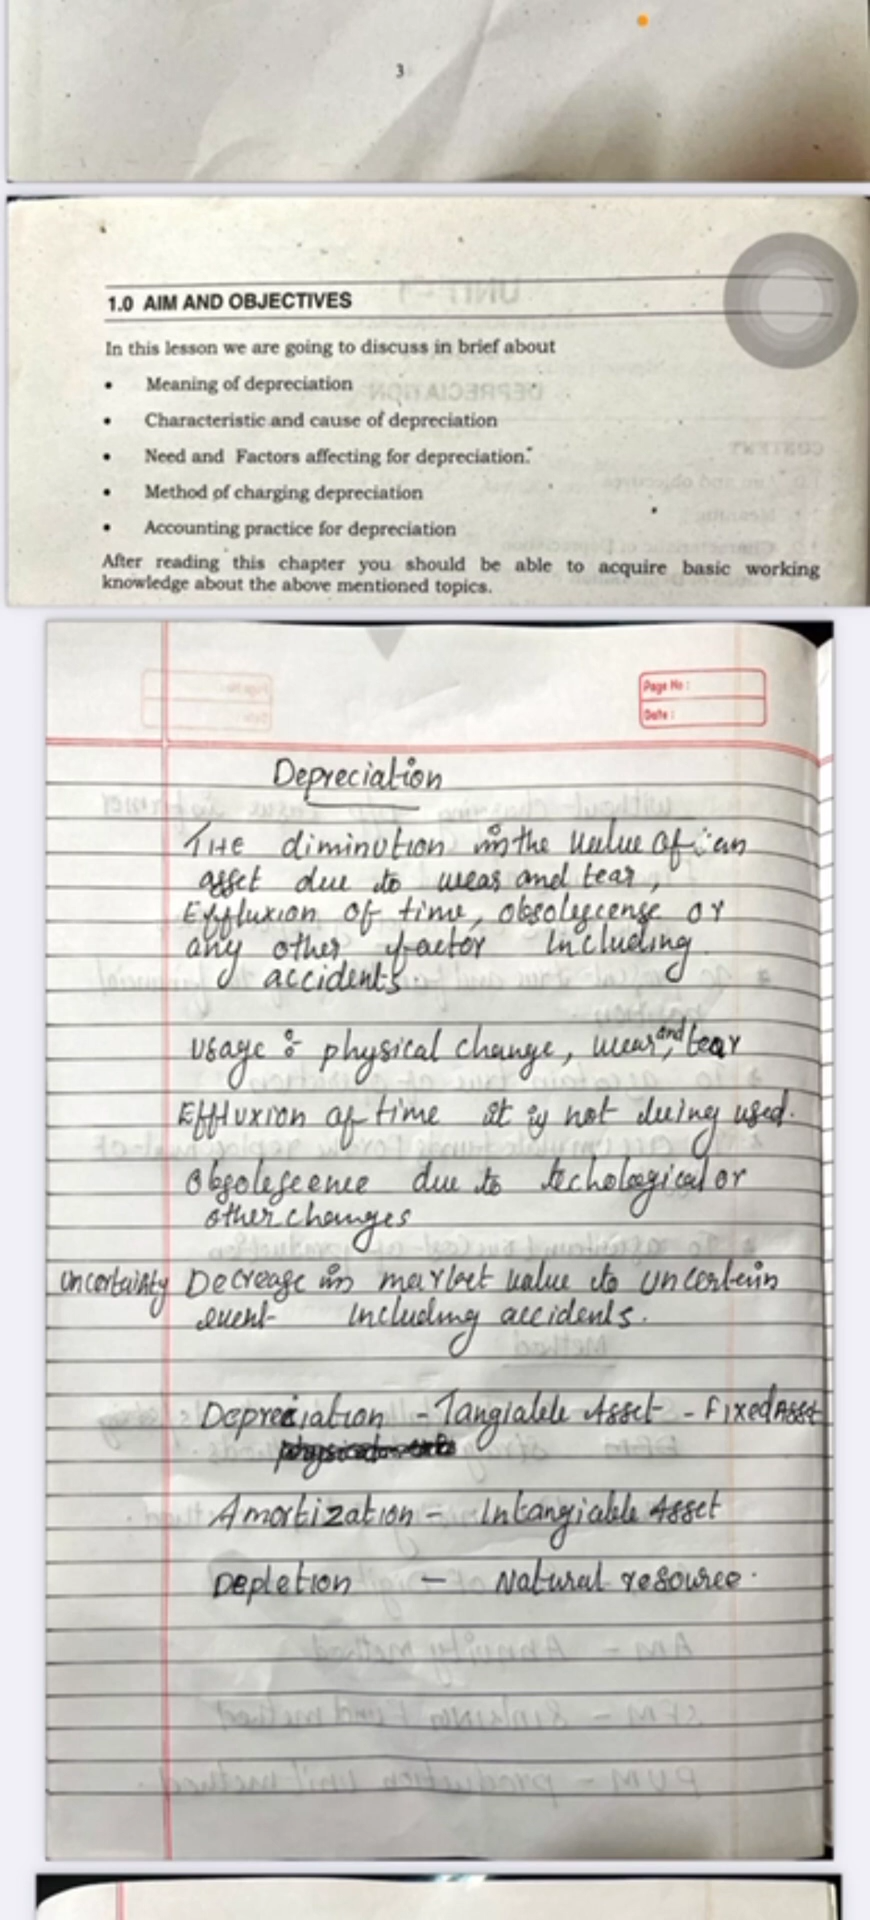 3
1.0 AIM AND OBJECTIVES
In this lesson we are going to discuss in brief about
• Meaning of depreciation
• Characteristic and cause of depreciation
• Need and Factors affecting for depreciation.
• Method of charging depreciation
• Accounting practice for depreciation
After reading this chapter you should be able to acquire basic working
knowledge about the above mentioned topics.
Page No :
Date :
Depreciation
THe diminution in the value of an
asset due to wear and tear,
Effluxion of time, obsolescense or
any other factor Including
accidents.
Usage :- physical change, wear and tear
Effluxion of time it is not being used.
Obsolescence due to techological or
other changes
Uncertainty Decrease in market value to uncertain
event Including accidents.
Depreciation - Tangiable Asset - Fixed Asset
Amortization - Intangiable Asset
Depletion - Natural resource.